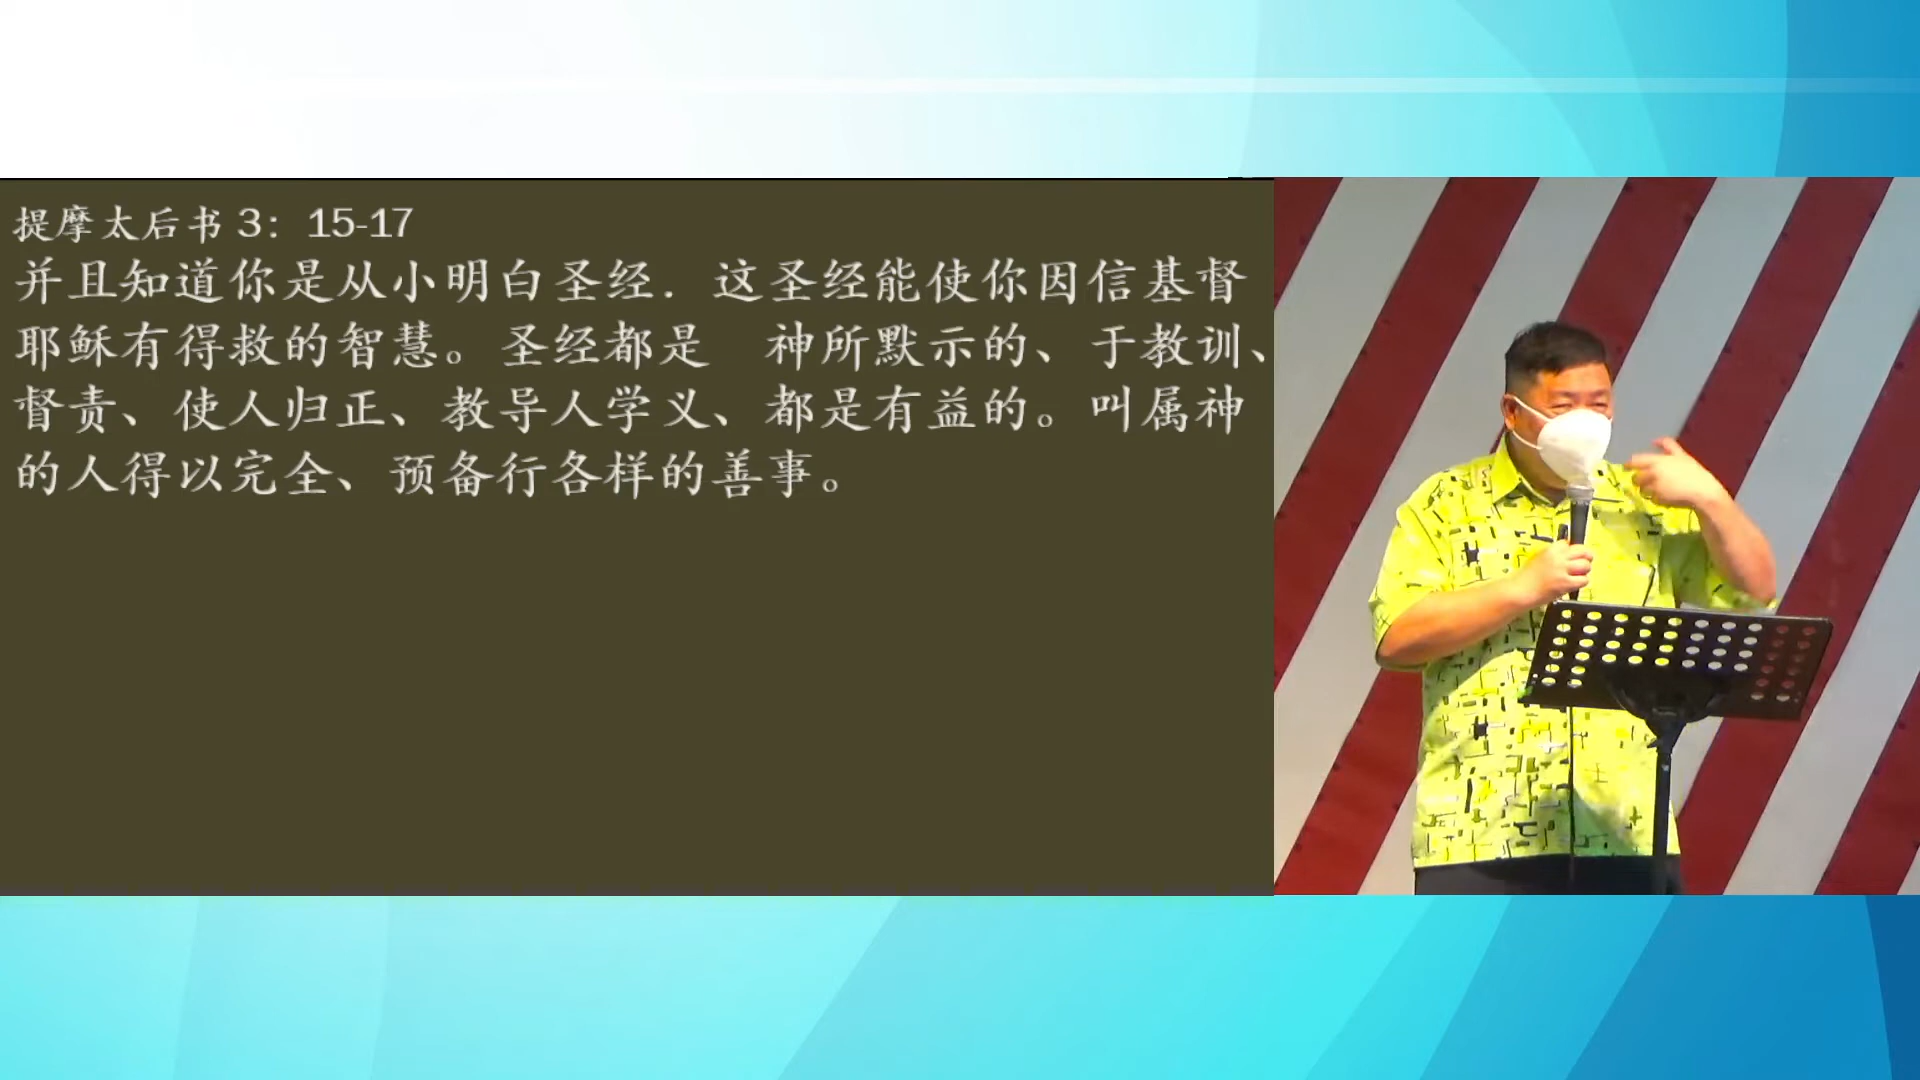 提摩太后书 3：15-17
并且知道你是从小明白圣经．这圣经能使你因信基督
耶稣有得救的智慧。圣经都是　神所默示的、于教训、
督责、使人归正、教导人学义、都是有益的。叫属神
的人得以完全、预备行各样的善事。